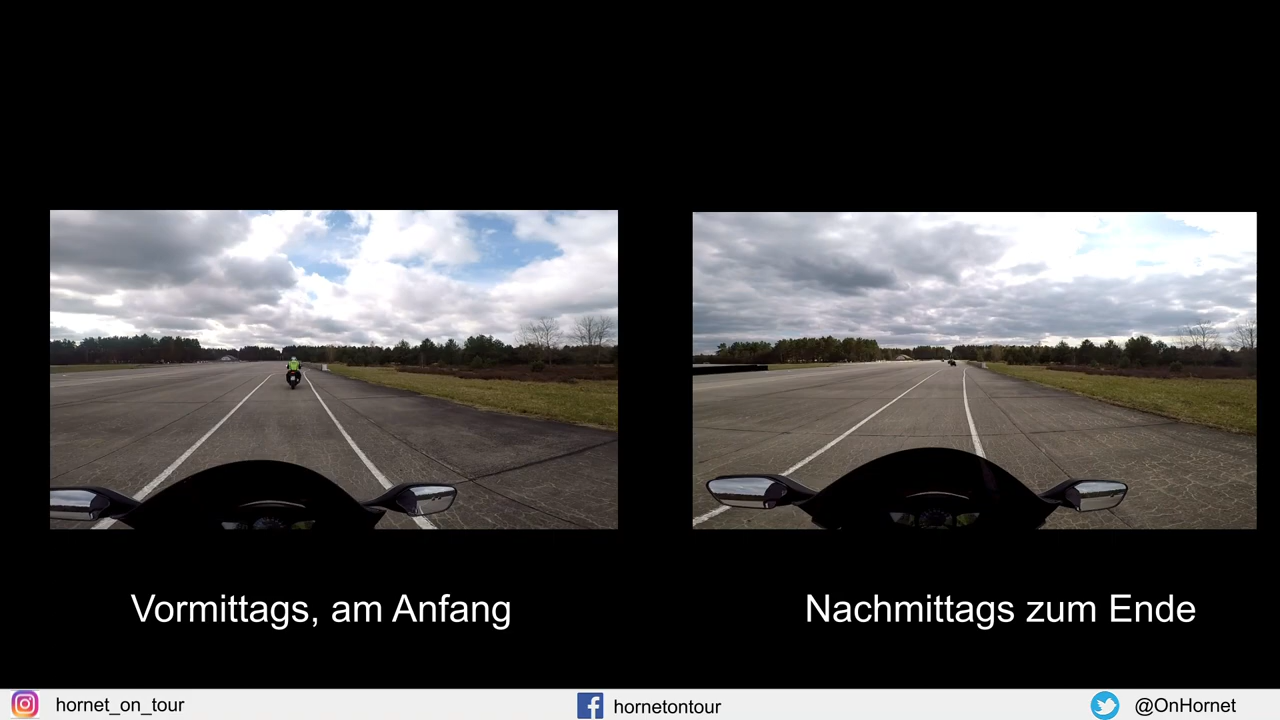 Vormittags, am Anfang
Nachmittags zum Ende
hornet_on_tour
hornetontour
@OnHornet